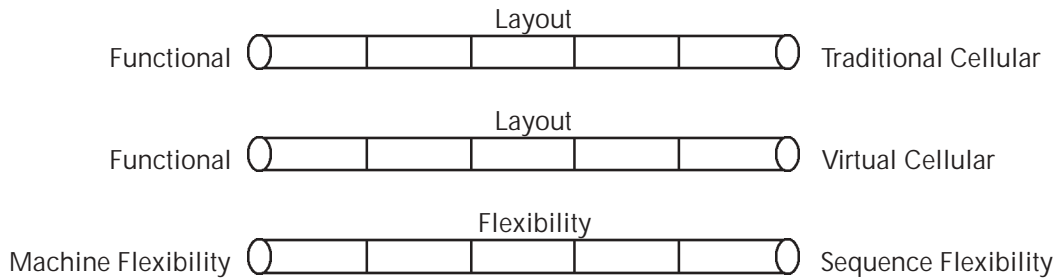 Layout
Functional Traditional Cellular
Layout
Functional Virtual Cellular
Flexibility
Machine Flexibility Sequence Flexibility